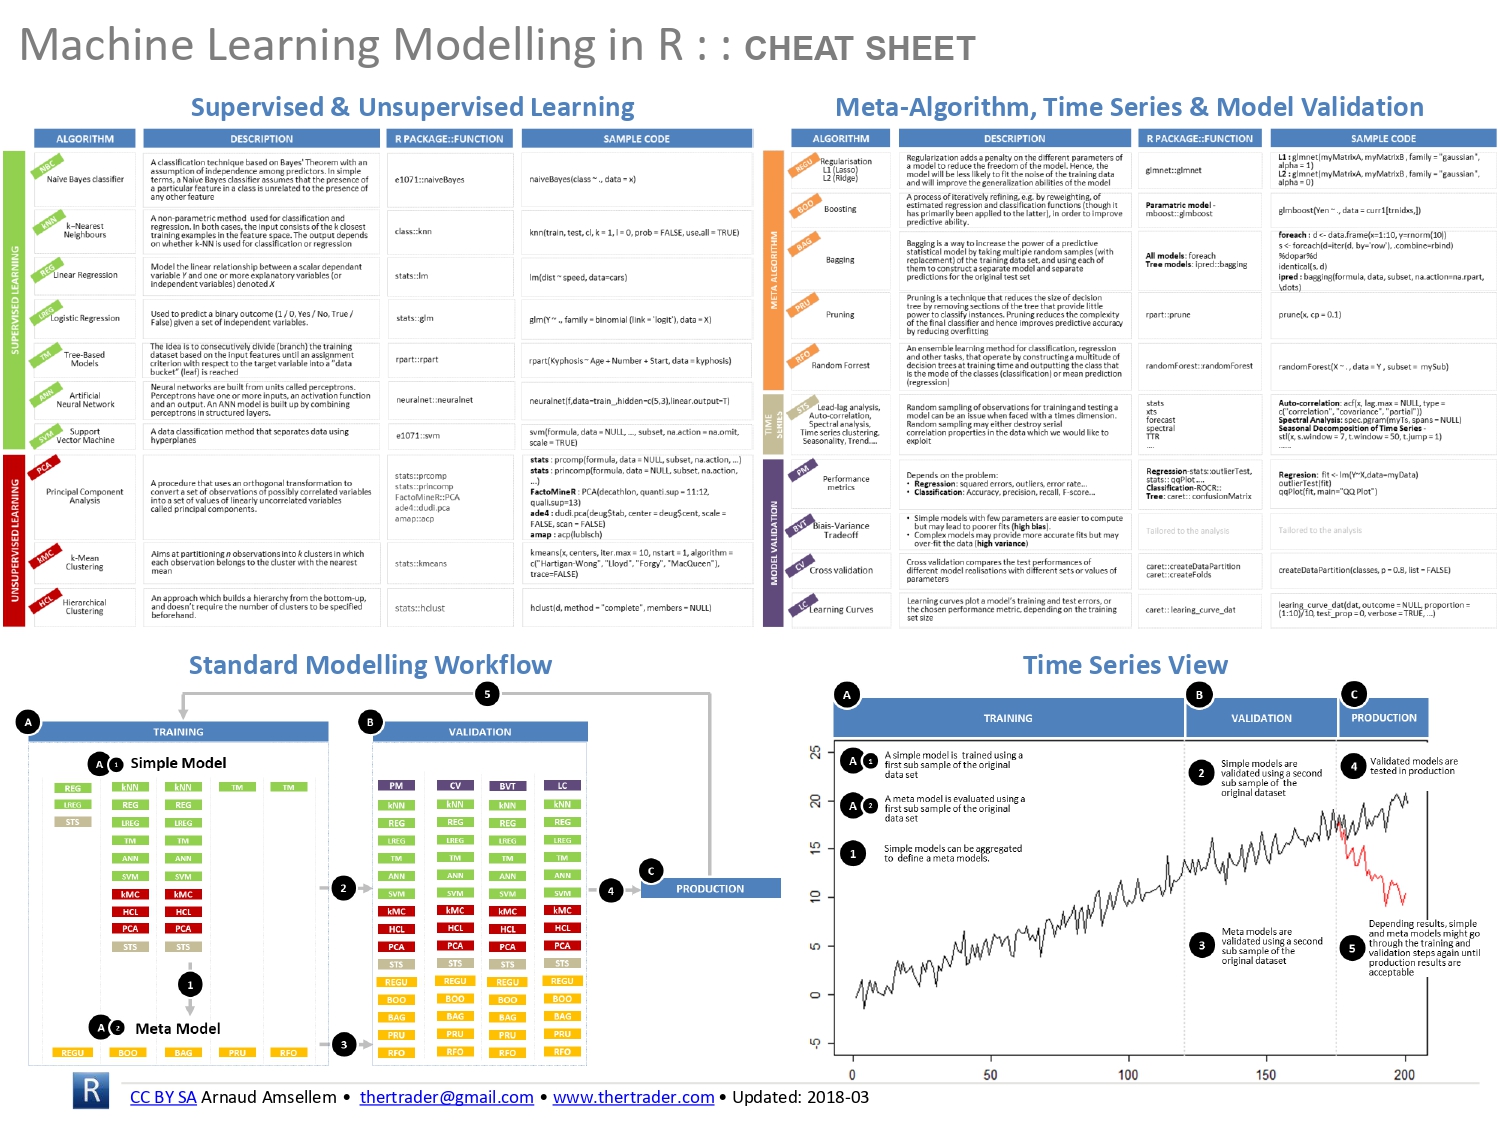 Machine Learning Modelling in R : : CHEAT SHEET
Supervised & Unsupervised Learning
ALGORITHM DESCRIPTION R PACKAGE::FUNCTION SAMPLE CODE
SUPERVISED LEARNING
NBC
Naïve Bayes classifier
A classification technique based on Bayes' Theorem with an
assumption of independence among predictors. In simple
terms, a Naive Bayes classifier assumes that the presence of
a particular feature in a class is unrelated to the presence of
any other feature
e1071::naiveBayes
naiveBayes(class ~ ., data = x)
kNN
k–Nearest
Neighbours
A non-parametric method used for classification and
regression. In both cases, the input consists of the k closest
training examples in the feature space. The output depends
on whether k-NN is used for classification or regression
class::knn
knn(train, test, cl, k = 1, l = 0, prob = FALSE, use.all = TRUE)
REG
Linear Regression
Model the linear relationship between a scalar dependant
variable Y and one or more explanatory variables (or
independent variables) denoted X
stats::lm
lm(dist ~ speed, data=cars)
LREG
Logistic Regression
Used to predict a binary outcome (1 / 0, Yes / No, True /
False) given a set of independent variables.
stats::glm
glm(Y ~ ., family = binomial (link = 'logit'), data = X)
TM
Tree-Based
Models
The idea is to consecutively divide (branch) the training
dataset based on the input features until an assignment
criterion with respect to the target variable into a "data
bucket" (leaf) is reached
rpart::rpart
rpart(Kyphosis ~ Age + Number + Start, data = kyphosis)
ANN
Artificial
Neural Network
Neural networks are built from units called perceptrons.
Perceptrons have one or more inputs, an activation function
and an output. An ANN model is built up by combining
perceptrons in structured layers.
neuralnet::neuralnet
neuralnet(f,data=train_,hidden=c(5,3),linear.output=T)
SVM
Support
Vector Machine
A data classification method that separates data using
hyperplanes
e1071::svm
svm(formula, data = NULL, ..., subset, na.action = na.omit,
scale = TRUE)
UNSUPERVISED LEARNING
PCA
Principal Component
Analysis
A procedure that uses an orthogonal transformation to
convert a set of observations of possibly correlated variables
into a set of values of linearly uncorrelated variables
called principal components.
stats::prcomp
stats::princomp
FactoMineR::PCA
ade4::dudi.pca
amap::acp
stats : prcomp(formula, data = NULL, subset, na.action, ...)
stats : princomp(formula, data = NULL, subset, na.action,
...)
FactoMineR : PCA(decathlon, quanti.sup = 11:12,
quali.sup=13)
ade4 : dudi.pca(deug$tab, center = deug$cent, scale =
FALSE, scan = FALSE)
amap : acp(lubisch)
kMC
k-Mean
Clustering
Aims at partitioning n observations into k clusters in which
each observation belongs to the cluster with the nearest
mean
stats::kmeans
kmeans(x, centers, iter.max = 10, nstart = 1, algorithm =
c("Hartigan-Wong", "Lloyd", "Forgy", "MacQueen"),
trace=FALSE)
HCL
Hierarchical
Clustering
An approach which builds a hierarchy from the bottom-up,
and doesn't require the number of clusters to be specified
beforehand.
stats::hclust
hclust(d, method = "complete", members = NULL)
Meta-Algorithm, Time Series & Model Validation
ALGORITHM DESCRIPTION R PACKAGE::FUNCTION SAMPLE CODE
META ALGORITHM
REGU
Regularisation
L1 (Lasso)
L2 (Ridge)
Regularization adds a penalty on the different parameters of
a model to reduce the freedom of the model. Hence, the
model will be less likely to fit the noise of the training data
and will improve the generalization abilities of the model
glmnet::glmnet
L1 : glmnet(myMatrixA, myMatrixB , family = "gaussian",
alpha = 1)
L2 : glmnet(myMatrixA, myMatrixB , family = "gaussian",
alpha = 0)
BOO
Boosting
A process of iteratively refining, e.g. by reweighting, of
estimated regression and classification functions (though it
has primarily been applied to the latter), in order to improve
predictive ability.
Paramatric model -
mboost::glmboost
glmboost(Yen ~ ., data = curr1[trnidxs,])
BAG
Bagging
Bagging is a way to increase the power of a predictive
statistical model by taking multiple random samples (with
replacement) of the training data set, and using each of
them to construct a separate model and separate
predictions for the original test set
All models: foreach
Tree models: ipred::bagging
foreach : d <- data.frame(x=1:10, y=rnorm(10))
s <- foreach(d=iter(d, by='row'), .combine=rbind)
%dopar%d
identical(s, d)
ipred : bagging(formula, data, subset, na.action=na.rpart,
\dots)
PRU
Pruning
Pruning is a technique that reduces the size of decision
tree by removing sections of the tree that provide little
power to classify instances. Pruning reduces the complexity
of the final classifier and hence improves predictive accuracy
by reducing overfitting
rpart::prune
prune(x, cp = 0.1)
RFO
Random Forrest
An ensemble learning method for classification, regression
and other tasks, that operate by constructing a multitude of
decision trees at training time and outputting the class that
is the mode of the classes (classification) or mean prediction
(regression)
randomForest::randomForest
randomForest(X ~ . , data = Y , subset = mySub)
TIME
SERIES
STS
Lead-lag analysis,
Auto-correlation,
Spectral analysis,
Time series clustering,
Seasonality, Trend....
Random sampling of observations for training and testing a
model can be an issue when faced with a times dimension.
Random sampling may either destroy serial
correlation properties in the data which we would like to
exploit
stats
xts
forecast
spectral
TTR
....
Auto-correlation: acf(x, lag.max = NULL, type =
c("correlation", "covariance", "partial"))
Spectral Analysis: spec.pgram(myTs, spans = NULL)
Seasonal Decomposition of Time Series -
stl(x, s.window = 7, t.window = 50, t.jump = 1)
......
MODEL VALIDATION
PM
Performance
metrics
Depends on the problem:
• Regression: squared errors, outliers, error rate...
• Classification: Accuracy, precision, recall, F-score...
Regression-stats:outlierTest,
stats:: qqPlot....
Classification-ROCR::
Tree: caret:: confusionMatrix
Regresion: fit <- lm(Y~X,data=myData)
outlierTest(fit)
qqPlot(fit, main="QQ Plot")
BVT
Biais-Variance
Tradeoff
• Simple models with few parameters are easier to compute
but may lead to poorer fits (high bias).
• Complex models may provide more accurate fits but may
over-fit the data (high variance)
Tailored to the analysis
Tailored to the analysis
CV
Cross validation
Cross validation compares the test performances of
different model realisations with different sets or values of
parameters
caret::createDataPartition
caret::createFolds
createDataPartition(classes, p = 0.8, list = FALSE)
LC
Learning Curves
Learning curves plot a model's training and test errors, or
the chosen performance metric, depending on the training
set size
caret:: learing_curve_dat
learing_curve_dat(dat, outcome = NULL, proportion =
(1:10)/10, test_prop = 0, verbose = TRUE, ...)
Standard Modelling Workflow
5
A
TRAINING
A 1 Simple Model
REG kNN kNN TM TM
LREG REG REG
STS LREG LREG
TM TM
ANN ANN
SVM SVM
kMC kMC
HCL HCL
PCA PCA
STS STS
1
A 2 Meta Model
REGU BOO BAG PRU RFO
2
3
B
VALIDATION
PM CV BVT LC
kNN kNN kNN kNN
REG REG REG REG
LREG LREG LREG LREG
TM TM TM TM
ANN ANN ANN ANN
SVM SVM SVM SVM
kMC kMC kMC kMC
HCL HCL HCL HCL
PCA PCA PCA PCA
STS STS STS STS
REGU REGU REGU REGU
BOO BOO BOO BOO
BAG BAG BAG BAG
PRU PRU PRU PRU
RFO RFO RFO RFO
4
C
PRODUCTION
Time Series View
A B C
TRAINING VALIDATION PRODUCTION
A 1
A simple model is trained using a
first sub sample of the original
data set
A 2
A meta model is evaluated using a
first sub sample of the original
data set
1
Simple models can be aggregated
to define a meta models.
2
Simple models are
validated using a second
sub sample of the
original dataset
3
Meta models are
validated using a second
sub sample of the
original dataset
4
Validated models are
tested in production
5
Depending results, simple
and meta models might go
through the training and
validation steps again until
production results are
acceptable
25
20
15
10
5
0
-5
0 50 100 150 200
R
CC BY SA Arnaud Amsellem • thertrader@gmail.com • www.thertrader.com • Updated: 2018-03